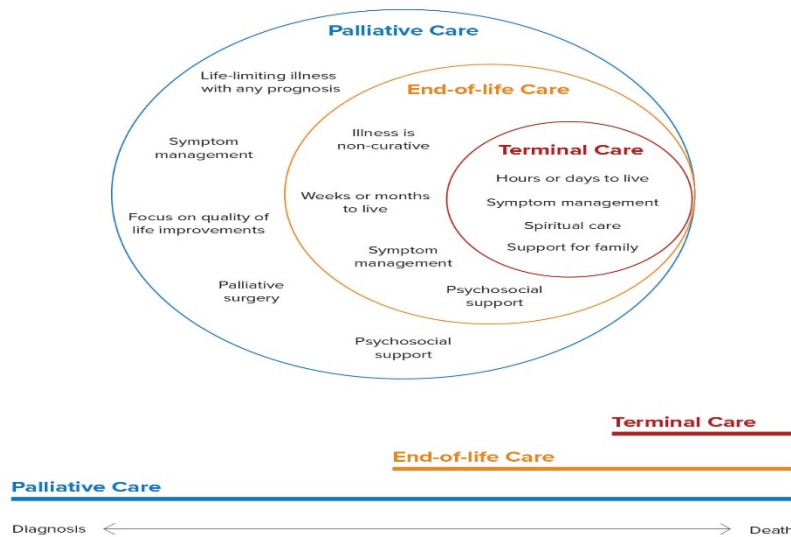 Palliative Care
Life-limiting illness
with any prognosis
Symptom
management
Focus on quality of
life improvements
Palliative
surgery
Psychosocial
support
End-of-life Care
Illness is
non-curative
Weeks or months
to live
Symptom
management
Psychosocial
support
Terminal Care
Hours or days to live
Symptom management
Spiritual care
Support for family
Terminal Care
End-of-life Care
Palliative Care
Diagnosis
Death